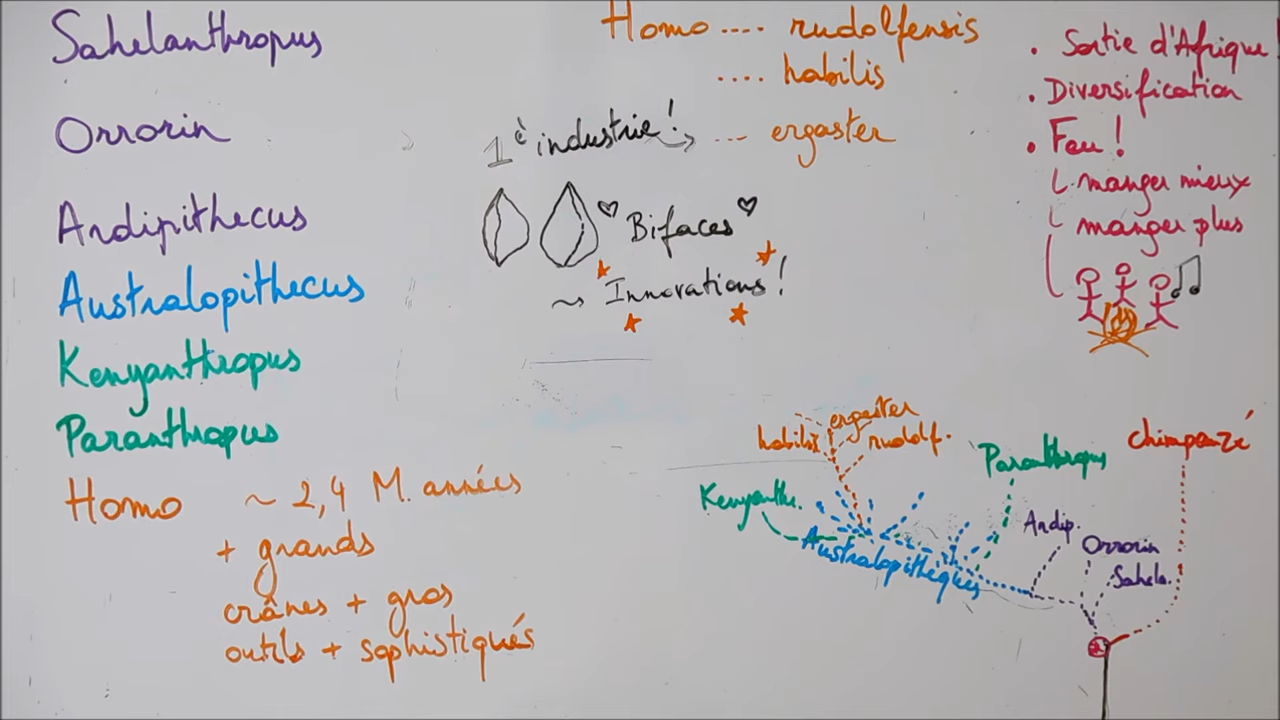 Sahelanthropus
Orrorin
Ardipithecus
Australopithecus
Kenyanthropus
Paranthropus
Homo ~ 2,4 M. années
+ grands
crânes + gros
outils + sophistiqués
Homo .... rudolfensis
.... habilis
... ergaster
1è industrie !
♡ Bifaces ♡
~> Innovations !
• Sortie d'Afrique !
• Diversification
• Feu !
manger mieux
manger plus
habilis
ergaster
rudolf.
Kenyanthr.
Australopithèques
Paranthropus
chimpanzé
Ardip.
Orrorin
Sahela.